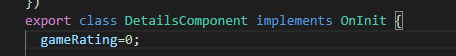 })
export class DetailsComponent implements OnInit {
gameRating=0;